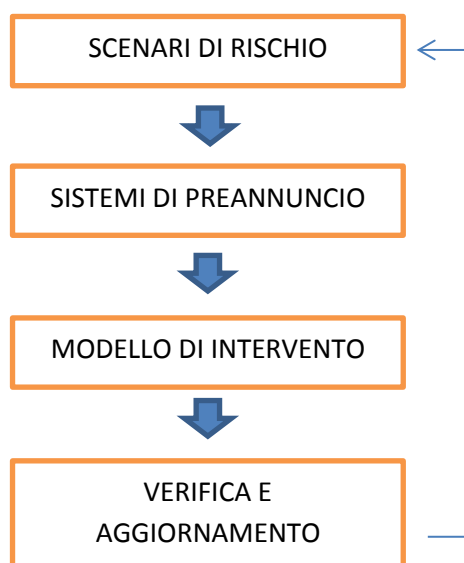 SCENARI DI RISCHIO
SISTEMI DI PREANNUNCIO
MODELLO DI INTERVENTO
VERIFICA E
AGGIORNAMENTO